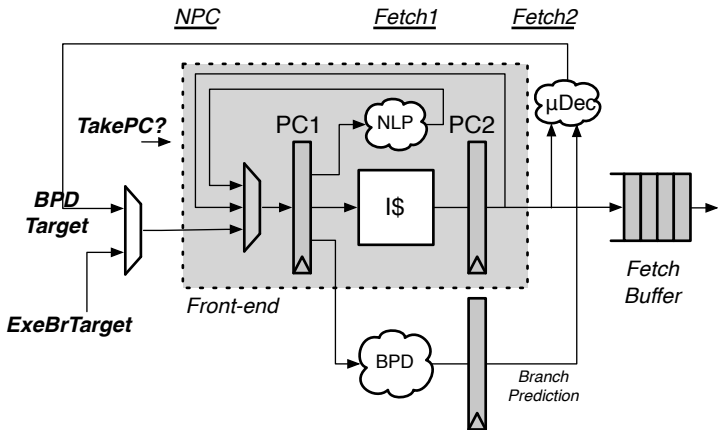 NPC Fetch1 Fetch2
TakePC?
PC1
NLP
PC2
μDec
BPD
Target
I$
Front-end
Fetch
Buffer
ExeBrTarget
BPD
Branch
Prediction